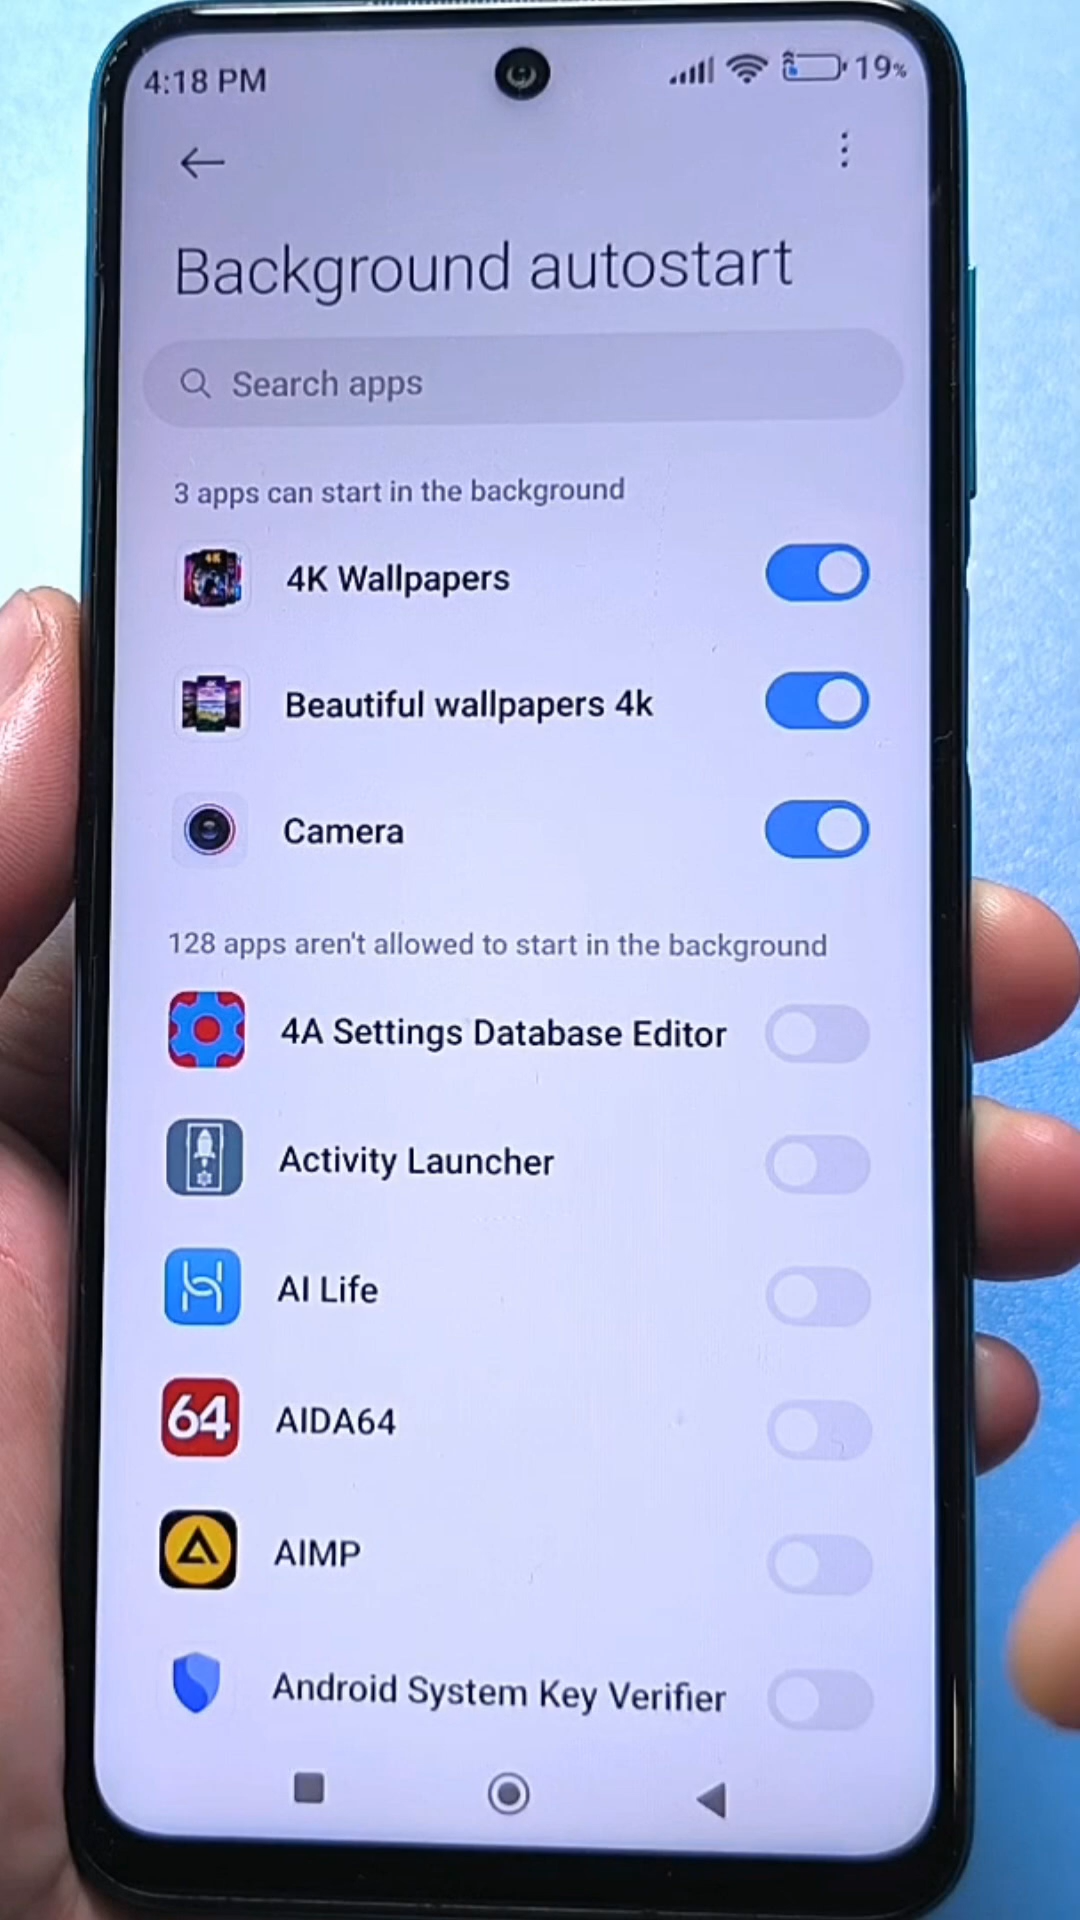 4:18 PM
19%
Background autostart
Search apps
3 apps can start in the background
4K
4K Wallpapers
Beautiful wallpapers 4k
Camera
128 apps aren't allowed to start in the background
4A Settings Database Editor
Activity Launcher
AI Life
64
AIDA64
AIMP
Android System Key Verifier